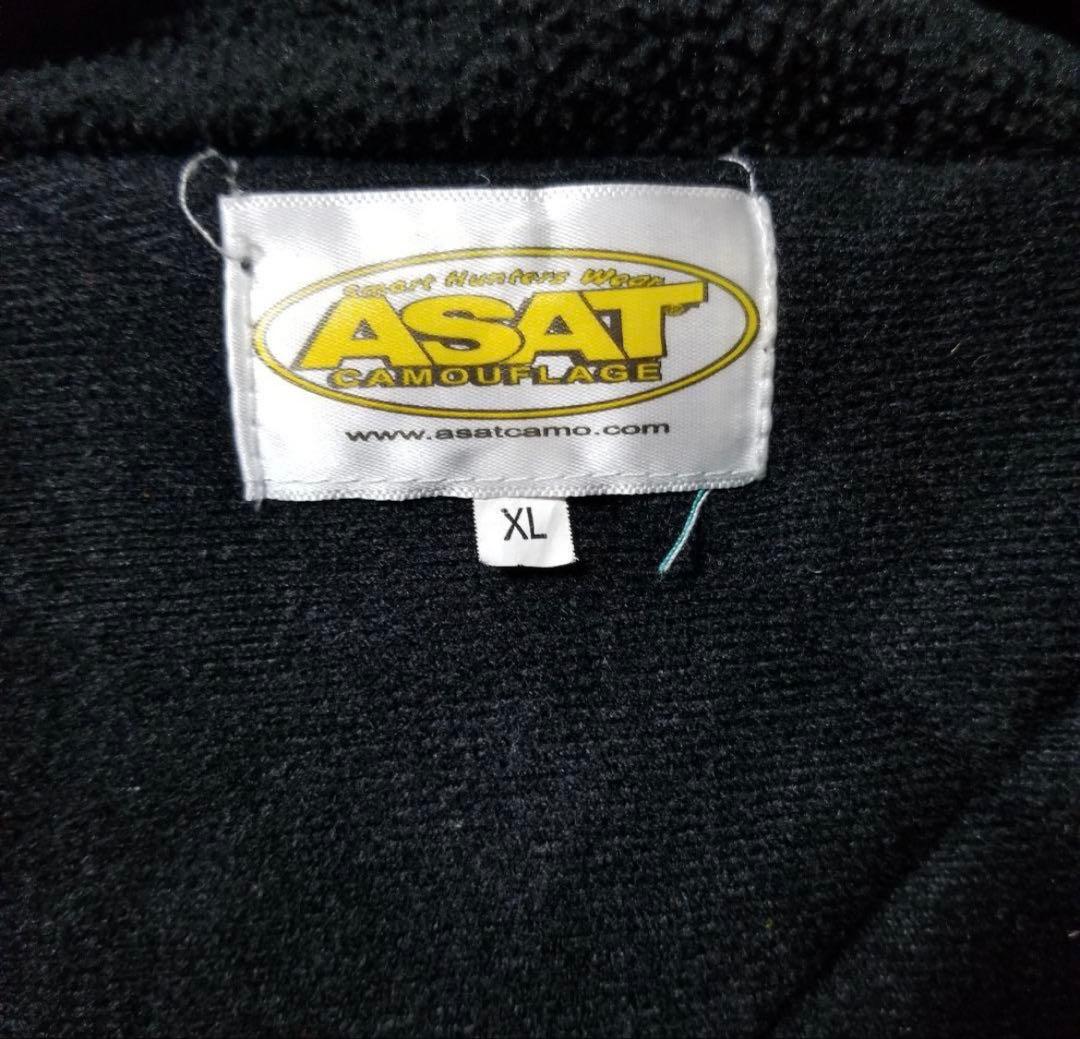 Smart Hunters Wear
ASAT®
CAMOUFLAGE
www.asatcamo.com
XL